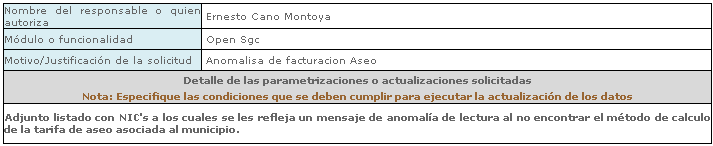 Nombre del responsable o quien
autoriza
Ernesto Cano Montoya
Módulo o funcionalidad
Open Sgc
Motivo/Justificación de la solicitud
Anomalisa de facturacion Aseo
Detalle de las parametrizaciones o actualizaciones solicitadas
Nota: Especifique las condiciones que se deben cumplir para ejecutar la actualización de los datos
Adjunto listado con NIC's a los cuales se les refleja un mensaje de anomalía de lectura al no encontrar el método de calculo
de la tarifa de aseo asociada al municipio.